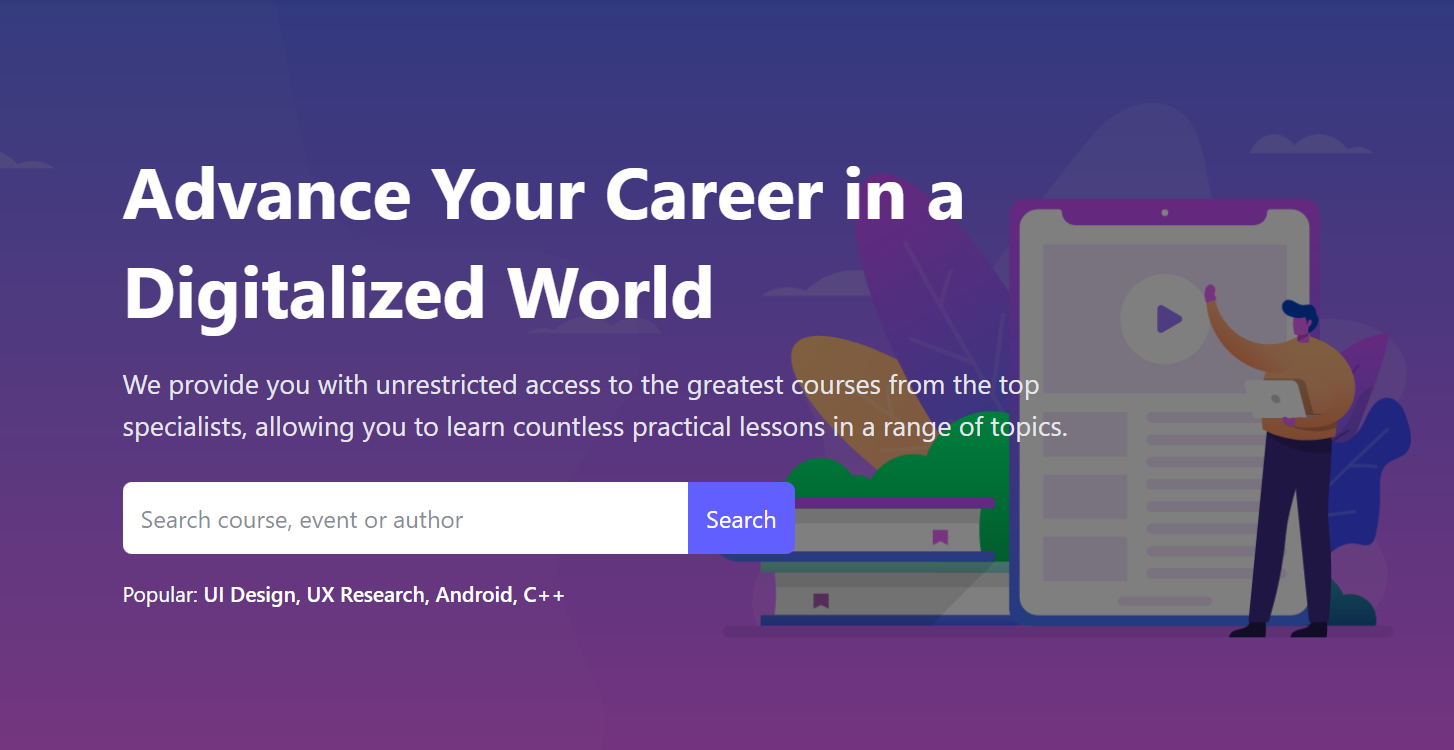 Advance Your Career in a
Digitalized World
We provide you with unrestricted access to the greatest courses from the top
specialists, allowing you to learn countless practical lessons in a range of topics.
Search course, event or author
Search
Popular: UI Design, UX Research, Android, C++